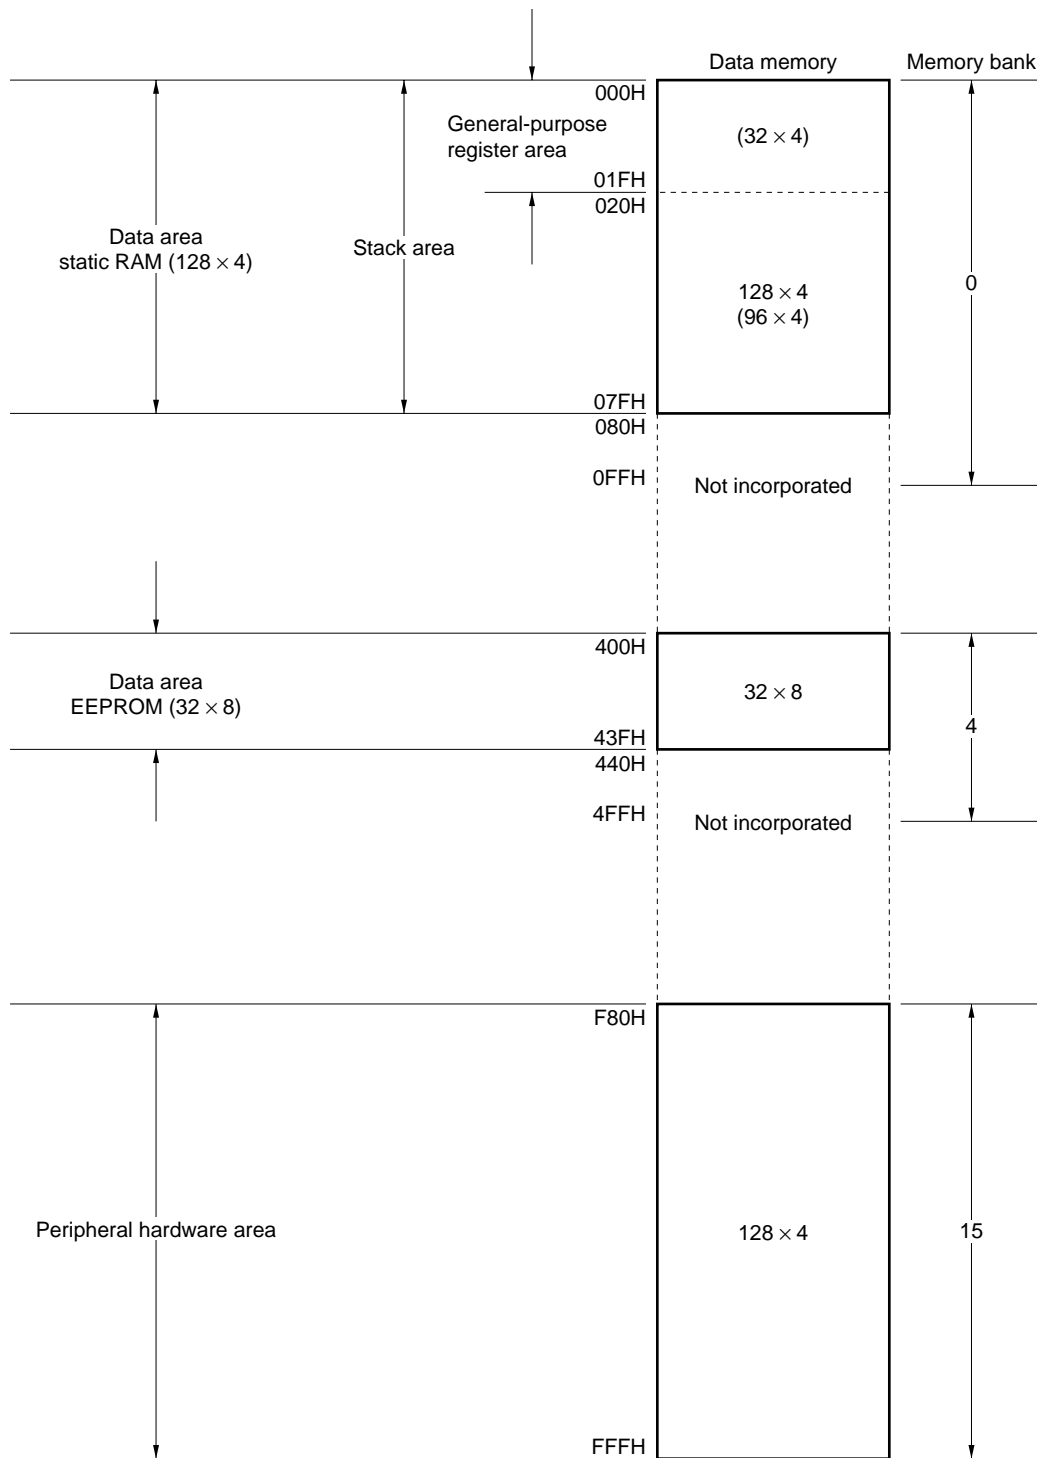 Data memory
Memory bank
000H
General-purpose
register area
(32 × 4)
01FH
020H
Data area
static RAM (128 × 4)
Stack area
128 × 4
(96 × 4)
0
07FH
080H
0FFH
Not incorporated
400H
Data area
EEPROM (32 × 8)
32 × 8
4
43FH
440H
4FFH
Not incorporated
F80H
Peripheral hardware area
128 × 4
15
FFFH